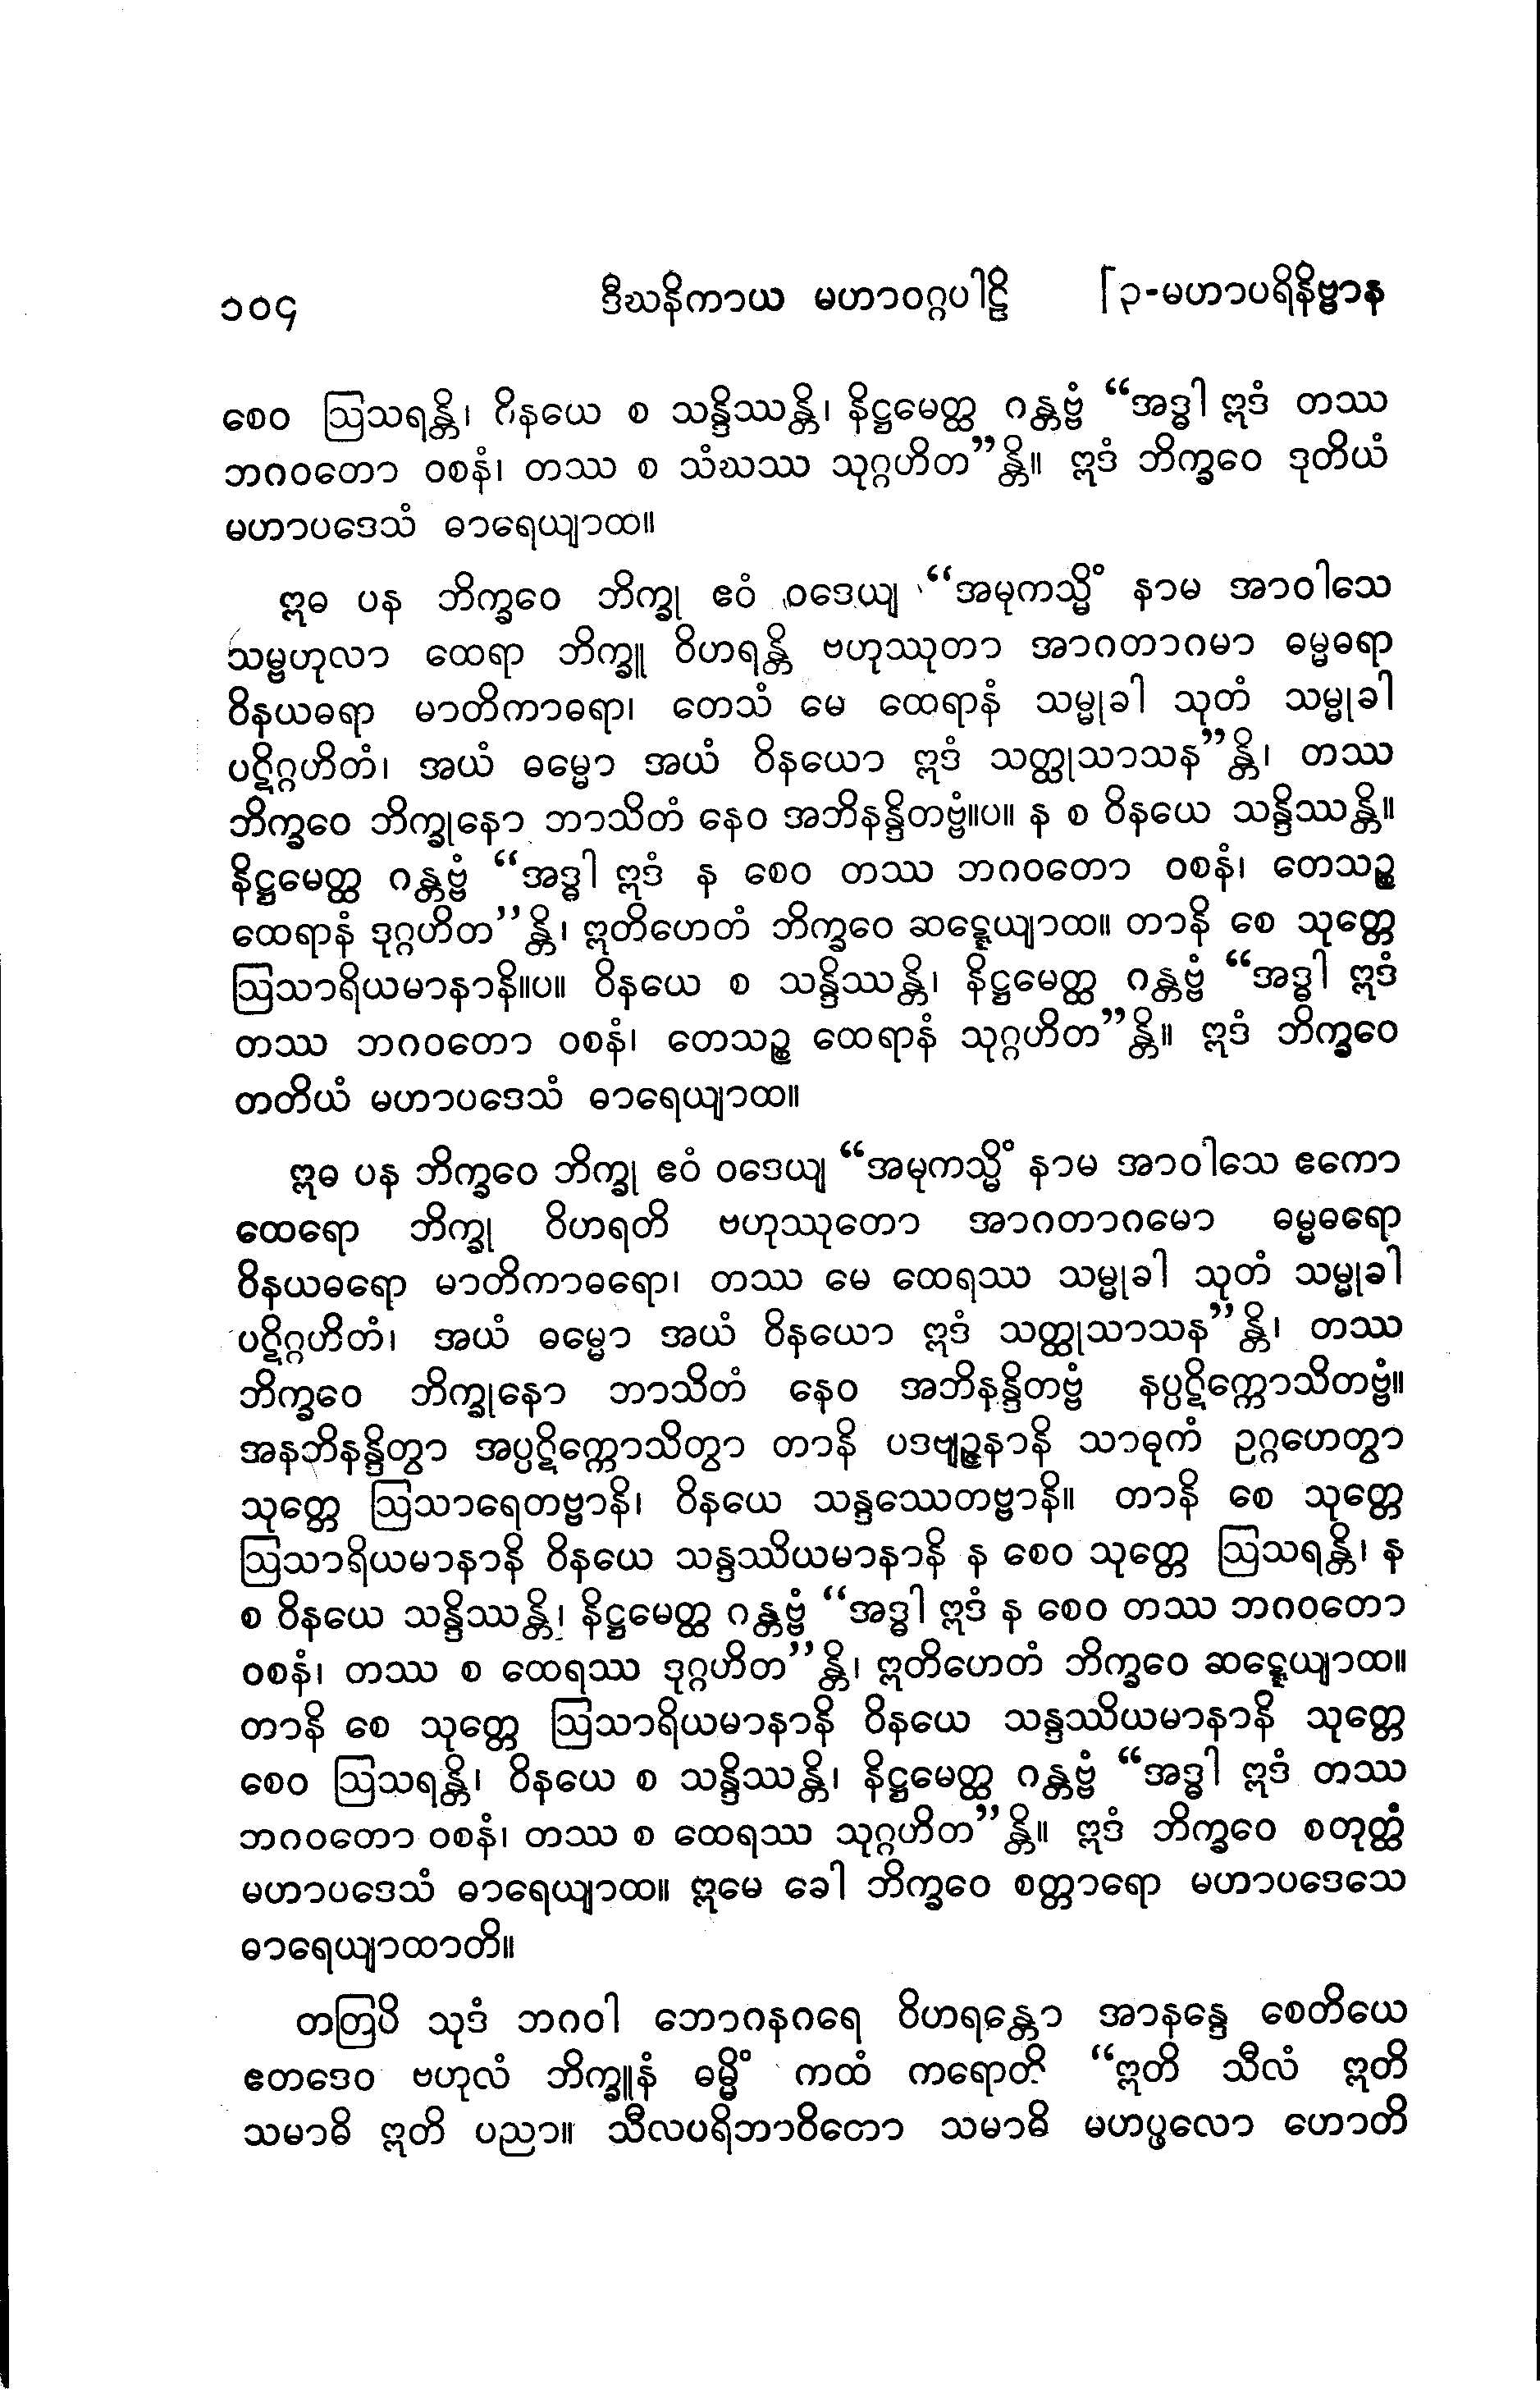 ၁၀၄ ဒီဃနိကာယ မဟာဝဂ္ဂပါဠိ [၃-မဟာပရိနိဗ္ဗာန
စေဝ ဩသရန္တိ၊ ဝိနယေ စ သန္ဒိဿန္တိ၊ နိဋ္ဌမေတ္ထ ဂန္တဗ္ဗံ “အဒ္ဓါ ဣဒံ တဿ
ဘဂဝတော ဝစနံ၊ တဿ စ သံဃဿ သုဂ္ဂဟိတ”န္တိ။ ဣဒံ ဘိက္ခဝေ ဒုတိယံ
မဟာပဒေသံ ဓာရေယျာထ။
ဣဓ ပန ဘိက္ခဝေ ဘိက္ခု ဧဝံ ဝဒေယျ “အမုကသ္မိံ နာမ အာဝါသေ
သမ္ဗဟုလာ ထေရာ ဘိက္ခူ ဝိဟရန္တိ ဗဟုဿုတာ အာဂတာဂမာ ဓမ္မဓရာ
ဝိနယဓရာ မာတိကာဓရာ၊ တေသံ မေ ထေရာနံ သမ္မုခါ သုတံ သမ္မုခါ
ပဋိဂ္ဂဟိတံ၊ အယံ ဓမ္မော အယံ ဝိနယော ဣဒံ သတ္ထုသာသန”န္တိ၊ တဿ
ဘိက္ခဝေ ဘိက္ခုနော ဘာသိတံ နေဝ အဘိနန္ဒိတဗ္ဗံ။ပ။ န စ ဝိနယေ သန္ဒိဿန္တိ။
နိဋ္ဌမေတ္ထ ဂန္တဗ္ဗံ “အဒ္ဓါ ဣဒံ န စေဝ တဿ ဘဂဝတော ဝစနံ၊ တေသဉ္စ
ထေရာနံ ဒုဂ္ဂဟိတ”န္တိ၊ ဣတိဟေတံ ဘိက္ခဝေ ဆဍ္ဍေယျာထ။ တာနိ စေ သုတ္တေ
ဩသာရိယမာနာနိ။ပ။ ဝိနယေ စ သန္ဒိဿန္တိ၊ နိဋ္ဌမေတ္ထ ဂန္တဗ္ဗံ “အဒ္ဓါ ဣဒံ
တဿ ဘဂဝတော ဝစနံ၊ တေသဉ္စ ထေရာနံ သုဂ္ဂဟိတ”န္တိ။ ဣဒံ ဘိက္ခဝေ
တတိယံ မဟာပဒေသံ ဓာရေယျာထ။
ဣဓ ပန ဘိက္ခဝေ ဘိက္ခု ဧဝံ ဝဒေယျ “အမုကသ္မိံ နာမ အာဝါသေ ဧကော
ထေရော ဘိက္ခု ဝိဟရတိ ဗဟုဿုတော အာဂတာဂမော ဓမ္မဓရော
ဝိနယဓရော မာတိကာဓရော၊ တဿ မေ ထေရဿ သမ္မုခါ သုတံ သမ္မုခါ
ပဋိဂ္ဂဟိတံ၊ အယံ ဓမ္မော အယံ ဝိနယော ဣဒံ သတ္ထုသာသန”န္တိ၊ တဿ
ဘိက္ခဝေ ဘိက္ခုနော ဘာသိတံ နေဝ အဘိနန္ဒိတဗ္ဗံ နပ္ပဋိက္ကောသိတဗ္ဗံ။
အနဘိနန္ဒိတွာ အပ္ပဋိက္ကောသိတွာ တာနိ ပဒဗျဉ္ဇနာနိ သာဓုကံ ဥဂ္ဂဟေတွာ
သုတ္တေ ဩသာရေတဗ္ဗာနိ၊ ဝိနယေ သန္ဒဿေတဗ္ဗာနိ။ တာနိ စေ သုတ္တေ
ဩသာရိယမာနာနိ ဝိနယေ သန္ဒဿိယမာနာနိ န စေဝ သုတ္တေ ဩသရန္တိ၊ န
စ ဝိနယေ သန္ဒိဿန္တိ၊ နိဋ္ဌမေတ္ထ ဂန္တဗ္ဗံ “အဒ္ဓါ ဣဒံ န စေဝ တဿ ဘဂဝတော
ဝစနံ၊ တဿ စ ထေရဿ ဒုဂ္ဂဟိတ”န္တိ၊ ဣတိဟေတံ ဘိက္ခဝေ ဆဍ္ဍေယျာထ။
တာနိ စေ သုတ္တေ ဩသာရိယမာနာနိ ဝိနယေ သန္ဒဿိယမာနာနိ သုတ္တေ
စေဝ ဩသရန္တိ၊ ဝိနယေ စ သန္ဒိဿန္တိ၊ နိဋ္ဌမေတ္ထ ဂန္တဗ္ဗံ “အဒ္ဓါ ဣဒံ တဿ
ဘဂဝတော ဝစနံ၊ တဿ စ ထေရဿ သုဂ္ဂဟိတ”န္တိ။ ဣဒံ ဘိက္ခဝေ စတုတ္ထံ
မဟာပဒေသံ ဓာရေယျာထ။ ဣမေ ခေါ ဘိက္ခဝေ စတ္တာရော မဟာပဒေသေ
ဓာရေယျာထာတိ။
တတြပိ သုဒံ ဘဂဝါ ဘောဂနဂရေ ဝိဟရန္တော အာနန္ဒေ စေတိယေ
ဧတဒေဝ ဗဟုလံ ဘိက္ခူနံ ဓမ္မိံ ကထံ ကရောတိ “ဣတိ သီလံ ဣတိ
သမာဓိ ဣတိ ပညာ။ သီလပရိဘာဝိတော သမာဓိ မဟပ္ဖလော ဟောတိ